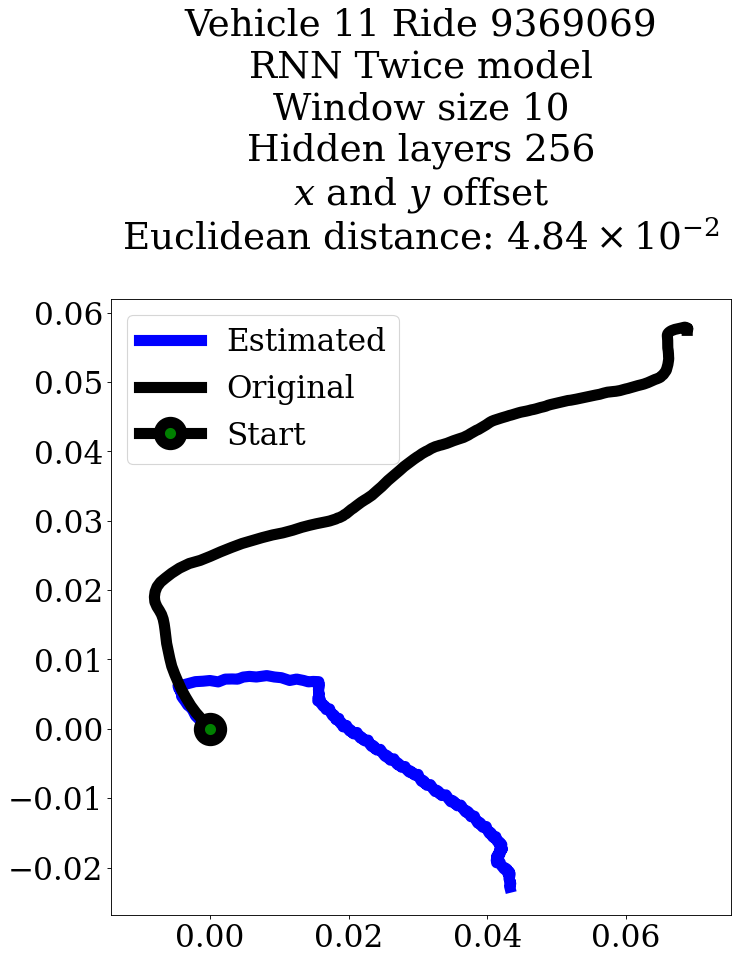 Vehicle 11 Ride 9369069
RNN Twice model
Window size 10
Hidden layers 256
x and y offset
Euclidean distance: 4.84 × 10⁻²
Estimated
Original
Start
0.06
0.05
0.04
0.03
0.02
0.01
0.00
−0.01
−0.02
0.00 0.02 0.04 0.06